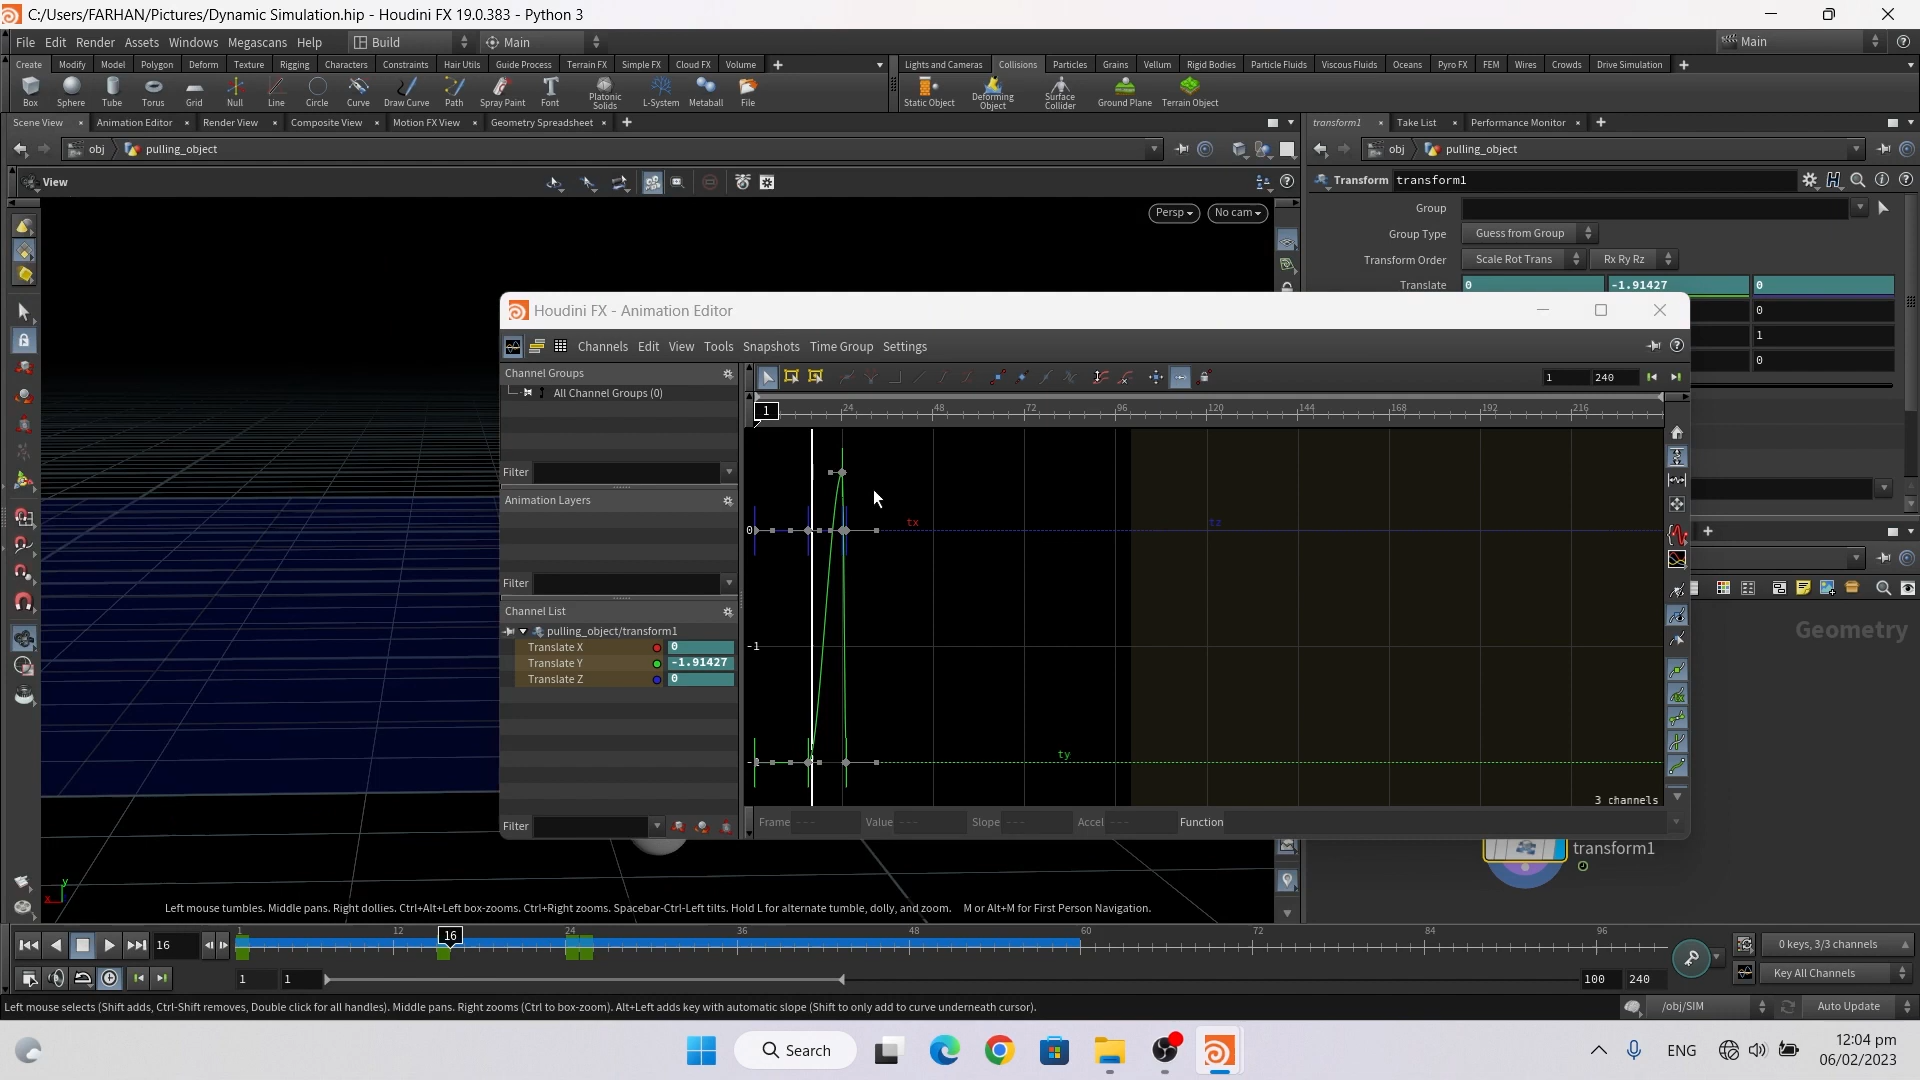 C:/Users/FARHAN/Pictures/Dynamic Simulation.hip - Houdini FX 19.0.383 - Python 3
File Edit Render Assets Windows Megascans Help Build Main Main
Create Modify Model Polygon Deform Texture Rigging Characters Constraints Hair Utils Guide Process Terrain FX Simple FX Cloud FX Volume
Lights and Cameras Collisions Particles Grains Vellum Rigid Bodies Particle Fluids Viscous Fluids Oceans Pyro FX FEM Wires Crowds Drive Simulation
Box Sphere Tube Torus Grid Null Line Circle Curve Draw Curve Path Spray Paint Font Platonic Solids L-System Metaball File
Static Object Deforming Object Surface Collider Ground Plane Terrain Object
Scene View Animation Editor Render View Composite View Motion FX View Geometry Spreadsheet
transform1 Take List Performance Monitor
obj pulling_object
obj pulling_object
View
Transform transform1
Persp No cam
Group
Group Type Guess from Group
Transform Order Scale Rot Trans Rx Ry Rz
Translate 0 -1.91427 0
0
1
0
Houdini FX - Animation Editor
Channels Edit View Tools Snapshots Time Group Settings
Channel Groups
All Channel Groups (0)
Filter
Animation Layers
Filter
Channel List
pulling_object/transform1
Translate X 0
Translate Y -1.91427
Translate Z 0
Filter
1 240
1 24 48 72 96 120 144 168 192 216
0 tx tz
-1
ty
3 channels
Frame --- Value --- Slope --- Accel --- Function
Geometry
transform1
y
x
Left mouse tumbles. Middle pans. Right dollies. Ctrl+Alt+Left box-zooms. Ctrl+Right zooms. Spacebar-Ctrl-Left tilts. Hold L for alternate tumble, dolly, and zoom. M or Alt+M for First Person Navigation.
16
1 12 16 24 36 48 60 72 84 96
0 keys, 3/3 channels
1 1 100 240
Key All Channels
Left mouse selects (Shift adds, Ctrl-Shift removes, Double click for all handles). Middle pans. Right zooms (Ctrl to box-zoom). Alt+Left adds key with automatic slope (Shift to only add to curve underneath cursor).
/obj/SIM Auto Update
Search
ENG
12:04 pm
06/02/2023